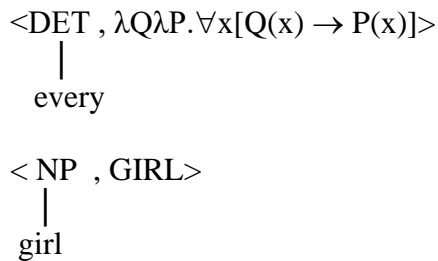 <DET , λQλP.∀x[Q(x) → P(x)]>
every
< NP , GIRL>
girl